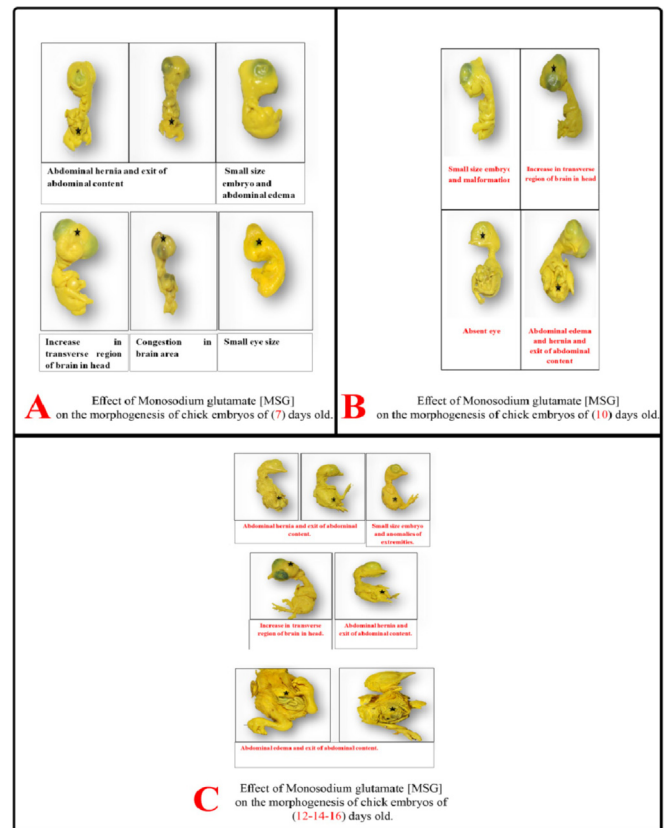 Abdominal hernia and exit of
abdominal content
Small size
embryo and
abdominal edema
Increase in
transverse region
of brain in head
Congestion in
brain area
Small eye size
A
Effect of Monosodium glutamate [MSG]
on the morphogenesis of chick embryos of (7) days old.
Small size embryo
and malformation
Increase in transverse
region of brain in head
Absent eye
Abdominal edema
and hernia and
exit of abdominal
content
B
Effect of Monosodium glutamate [MSG]
on the morphogenesis of chick embryos of (10) days old.
Abdominal hernia and exit of abdominal
content.
Small size embryo
and anomalies of
extremities.
Increase in transverse
region of brain in head.
Abdominal hernia and
exit of abdominal content.
Abdominal edema and exit of abdominal content.
C
Effect of Monosodium glutamate [MSG]
on the morphogenesis of chick embryos of
(12-14-16) days old.